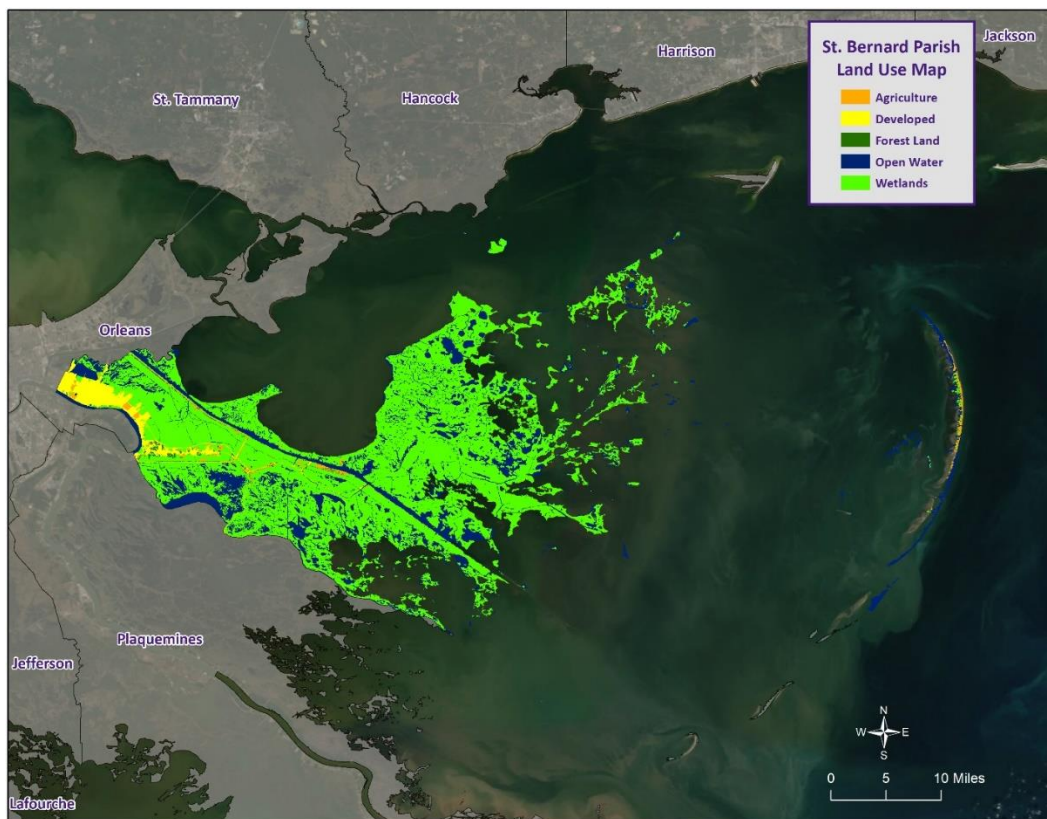 Jackson
Harrison
St. Bernard Parish
Land Use Map
Agriculture
Developed
Forest Land
Open Water
Wetlands
St. Tammany
Hancock
Orleans
Plaquemines
Jefferson
Lafourche
N
W
E
S
0
5
10 Miles